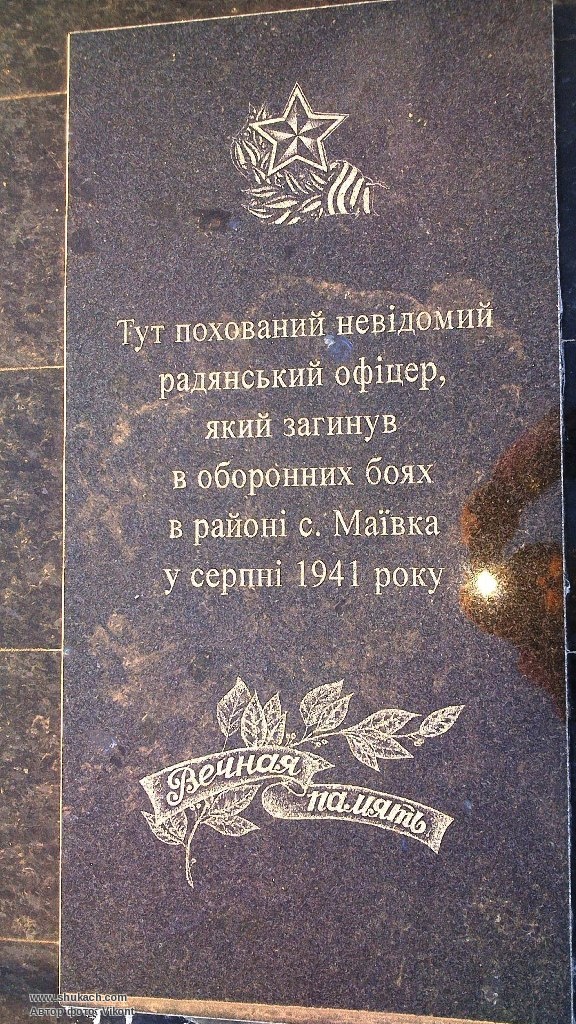 Тут похований невідомий
радянський офіцер,
який загинув
в оборонних боях
в районі с. Маївка
у серпні 1941 року
Вечная
память
www.shukach.com
Автор фото: Vikont